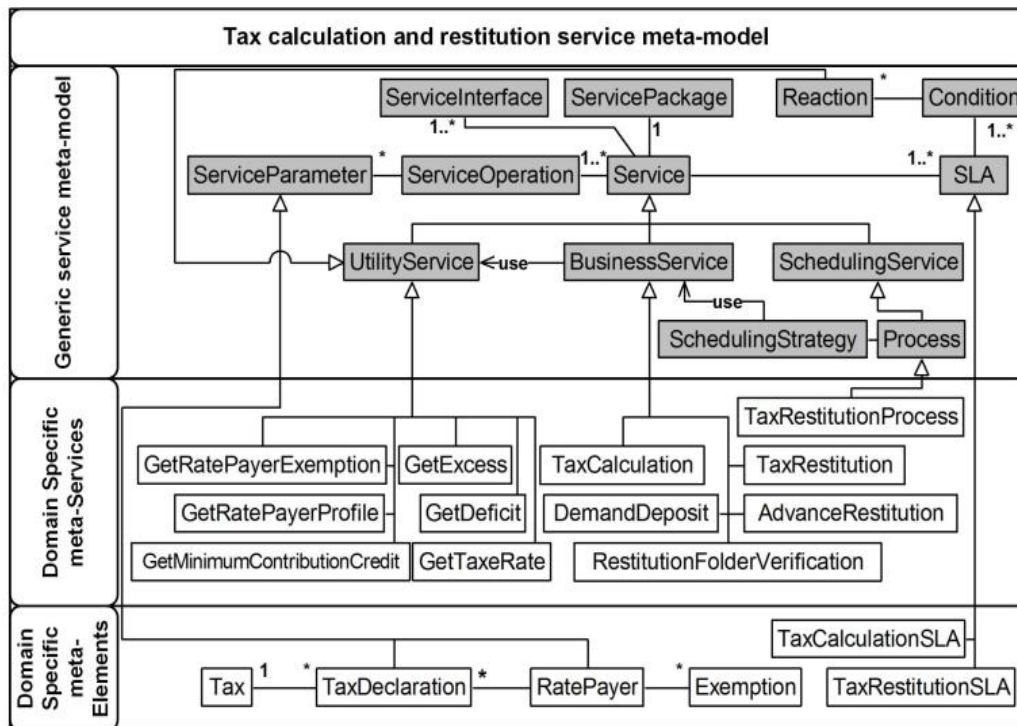 Tax calculation and restitution service meta-model
Generic service meta-model
ServiceInterface
ServicePackage
Reaction
*
Condition
1..*
1
1..*
ServiceParameter
*
ServiceOperation
1..*
Service
1..*
SLA
UtilityService
use
BusinessService
SchedulingService
use
SchedulingStrategy
Process
Domain Specific
meta-Services
TaxRestitutionProcess
GetRatePayerExemption
GetExcess
TaxCalculation
TaxRestitution
GetRatePayerProfile
GetDeficit
DemandDeposit
AdvanceRestitution
GetMinimumContributionCredit
GetTaxeRate
RestitutionFolderVerification
Domain
Specific
meta-
Elements
TaxCalculationSLA
Tax
1
*
TaxDeclaration
*
RatePayer
*
Exemption
TaxRestitutionSLA